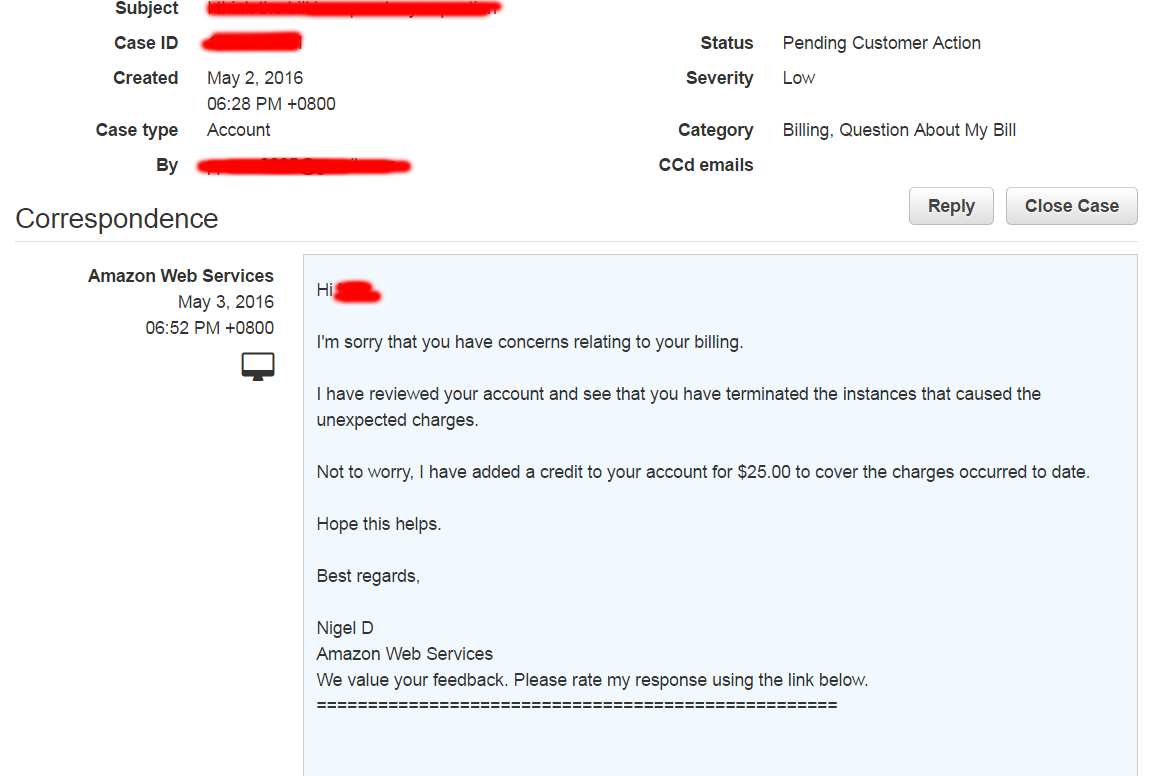 Subject
Case ID
Status Pending Customer Action
Created May 2, 2016
Severity Low
06:28 PM +0800
Case type Account
Category Billing, Question About My Bill
By
CCd emails
Reply Close Case
Correspondence
Amazon Web Services
May 3, 2016
06:52 PM +0800
Hi
I'm sorry that you have concerns relating to your billing.
I have reviewed your account and see that you have terminated the instances that caused the
unexpected charges.
Not to worry, I have added a credit to your account for $25.00 to cover the charges occurred to date.
Hope this helps.
Best regards,
Nigel D
Amazon Web Services
We value your feedback. Please rate my response using the link below.
====================================================